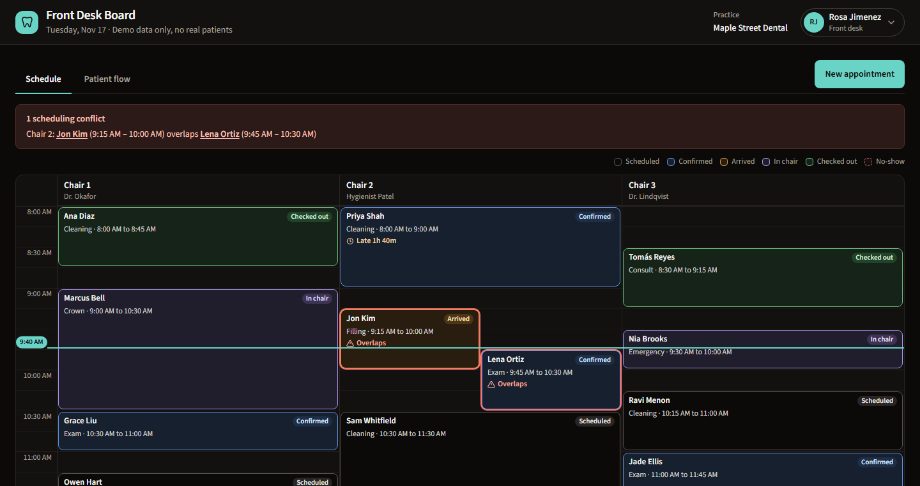 Front Desk Board
Tuesday, Nov 17 · Demo data only, no real patients
Practice
Maple Street Dental
RJ
Rosa Jimenez
Front desk
Schedule
Patient flow
New appointment
1 scheduling conflict
Chair 2: Jon Kim (9:15 AM – 10:00 AM) overlaps Lena Ortiz (9:45 AM – 10:30 AM)
Scheduled
Confirmed
Arrived
In chair
Checked out
No-show
Chair 1
Dr. Okafor
Chair 2
Hygienist Patel
Chair 3
Dr. Lindqvist
8:00 AM
8:30 AM
9:00 AM
9:40 AM
10:00 AM
10:30 AM
11:00 AM
Ana Diaz
Checked out
Cleaning · 8:00 AM to 8:45 AM
Marcus Bell
In chair
Crown · 9:00 AM to 10:30 AM
Grace Liu
Confirmed
Exam · 10:30 AM to 11:00 AM
Owen Hart
Scheduled
Priya Shah
Confirmed
Cleaning · 8:00 AM to 9:00 AM
Late 1h 40m
Jon Kim
Arrived
Filling · 9:15 AM to 10:00 AM
Overlaps
Lena Ortiz
Confirmed
Exam · 9:45 AM to 10:30 AM
Overlaps
Sam Whitfield
Scheduled
Cleaning · 10:30 AM to 11:30 AM
Tomás Reyes
Checked out
Consult · 8:30 AM to 9:15 AM
Nia Brooks
In chair
Emergency · 9:30 AM to 10:00 AM
Ravi Menon
Scheduled
Cleaning · 10:15 AM to 11:00 AM
Jade Ellis
Confirmed
Exam · 11:00 AM to 11:45 AM